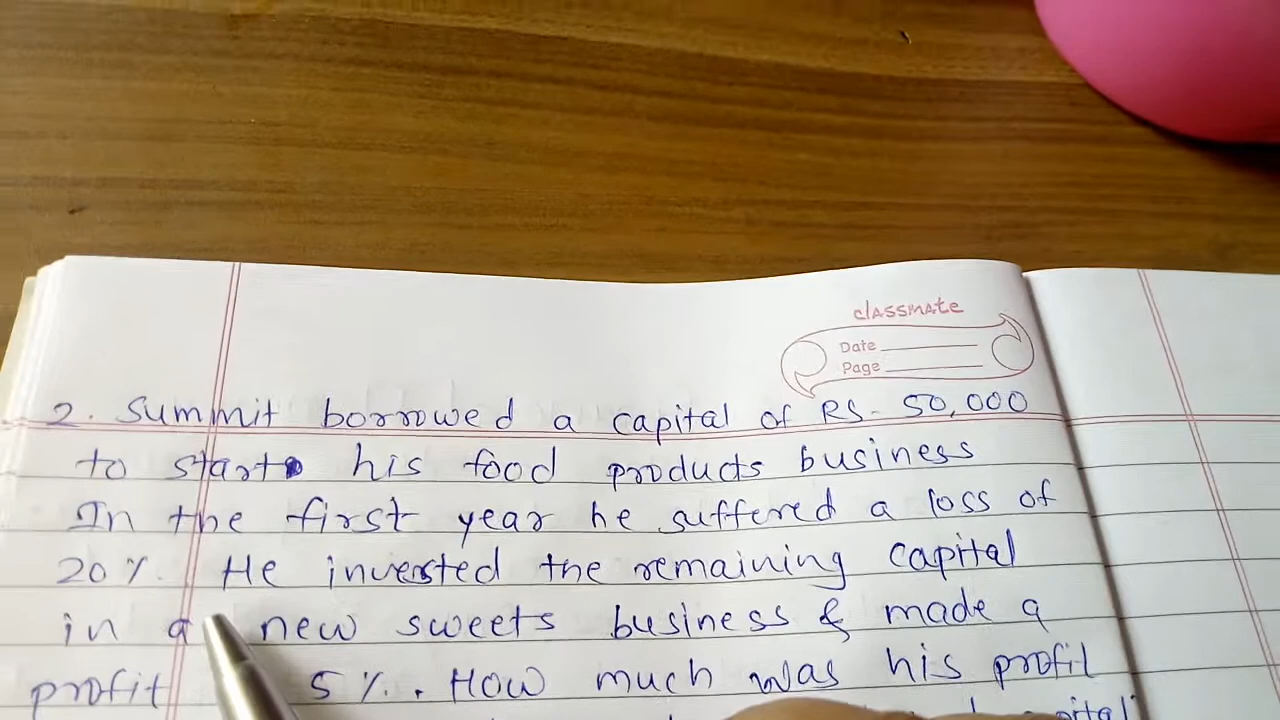 classmate
Date
Page
2. Summit borrowed a capital of RS. 50,000
to start his food products business
In the first year he suffered a loss of
20%. He invested the remaining capital
in a new sweets business & made a
profit 5%. How much was his profit